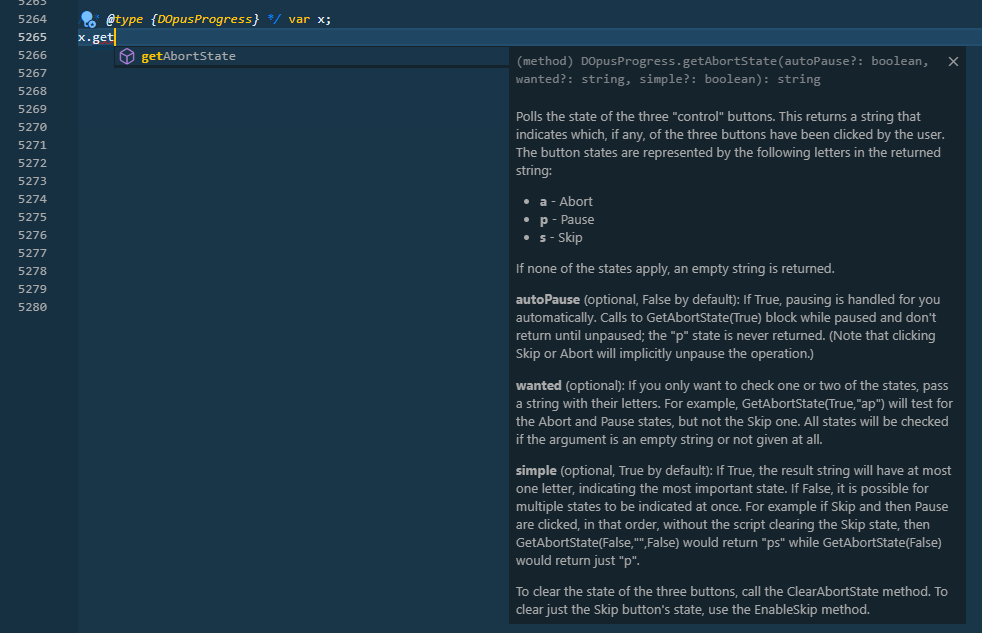 5263
5264 @type {DOpusProgress} */ var x;
5265 x.get
5266 getAbortState
5267
5268
5269
5270
5271
5272
5273
5274
5275
5276
5277
5278
5279
5280
(method) DOpusProgress.getAbortState(autoPause?: boolean,
wanted?: string, simple?: boolean): string
Polls the state of the three "control" buttons. This returns a string that
indicates which, if any, of the three buttons have been clicked by the user.
The button states are represented by the following letters in the returned
string:
• a - Abort
• p - Pause
• s - Skip
If none of the states apply, an empty string is returned.
autoPause (optional, False by default): If True, pausing is handled for you
automatically. Calls to GetAbortState(True) block while paused and don't
return until unpaused; the "p" state is never returned. (Note that clicking
Skip or Abort will implicitly unpause the operation.)
wanted (optional): If you only want to check one or two of the states, pass
a string with their letters. For example, GetAbortState(True,"ap") will test for
the Abort and Pause states, but not the Skip one. All states will be checked
if the argument is an empty string or not given at all.
simple (optional, True by default): If True, the result string will have at most
one letter, indicating the most important state. If False, it is possible for
multiple states to be indicated at once. For example if Skip and then Pause
are clicked, in that order, without the script clearing the Skip state, then
GetAbortState(False,"",False) would return "ps" while GetAbortState(False)
would return just "p".
To clear the state of the three buttons, call the ClearAbortState method. To
clear just the Skip button's state, use the EnableSkip method.